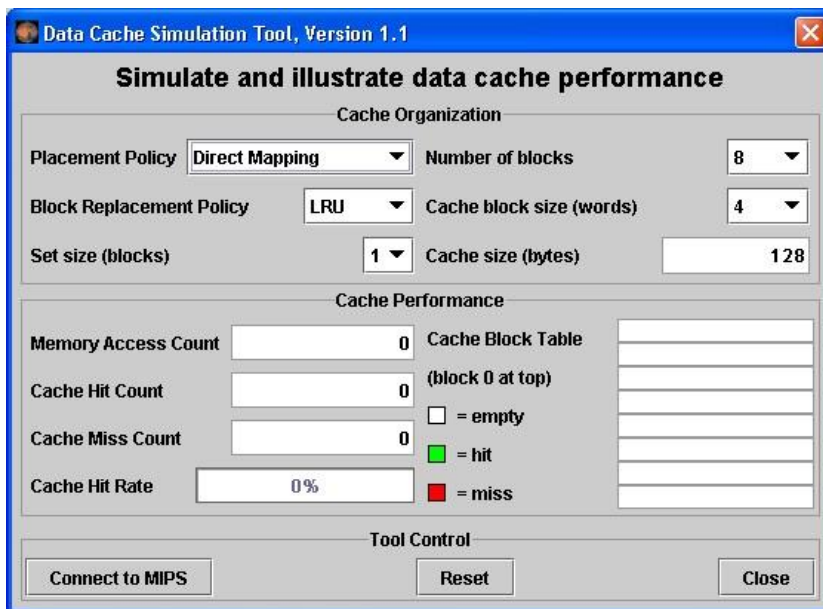 Data Cache Simulation Tool, Version 1.1
Simulate and illustrate data cache performance
Cache Organization
Placement Policy Direct Mapping Number of blocks 8
Block Replacement Policy LRU Cache block size (words) 4
Set size (blocks) 1 Cache size (bytes) 128
Cache Performance
Memory Access Count 0 Cache Block Table
(block 0 at top)
Cache Hit Count 0
= empty
Cache Miss Count 0
= hit
Cache Hit Rate 0%
= miss
Tool Control
Connect to MIPS Reset Close